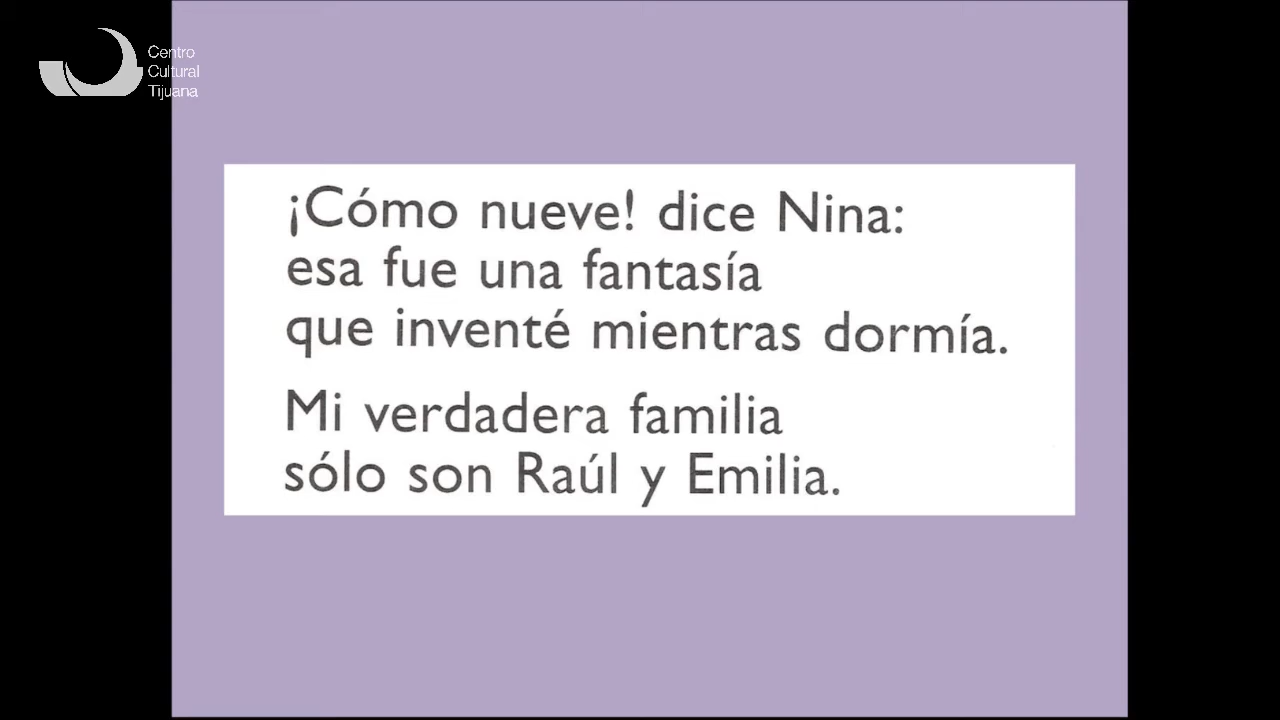 Centro
Cultural
Tijuana
¡Cómo nueve! dice Nina:
esa fue una fantasía
que inventé mientras dormía.
Mi verdadera familia
sólo son Raúl y Emilia.